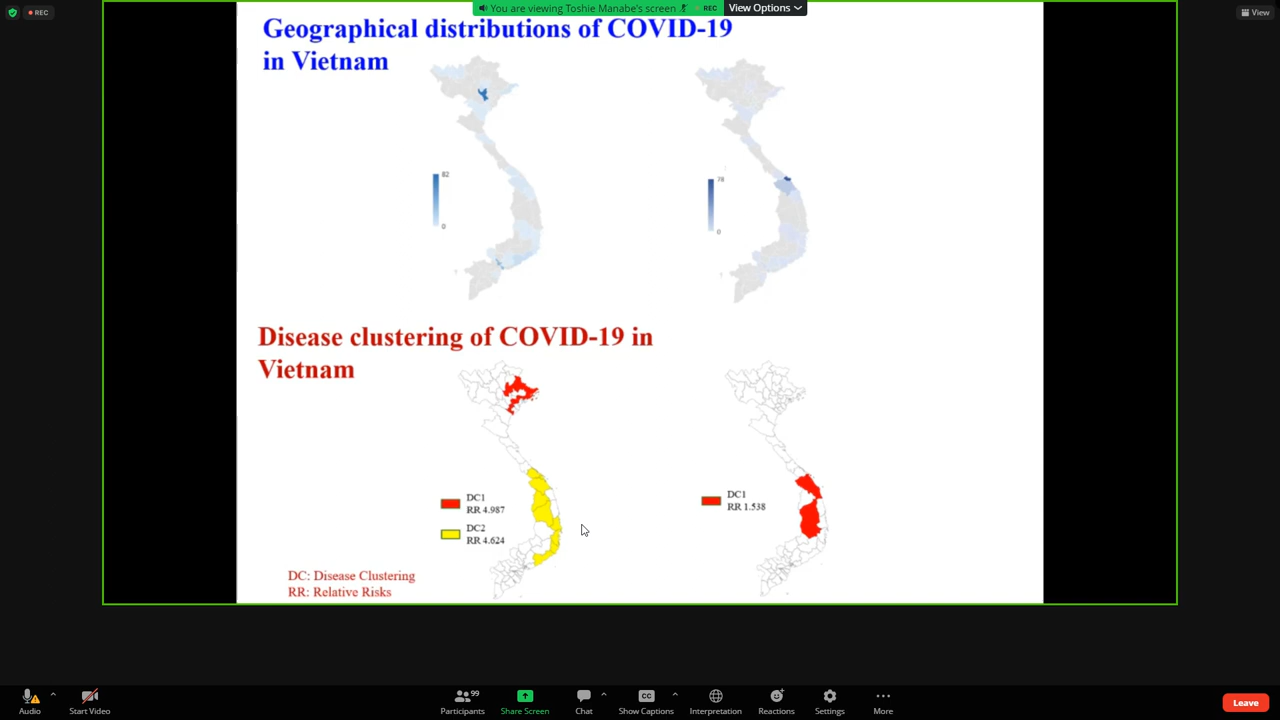 REC
You are viewing Toshie Manabe's screen
REC
View Options
View
Geographical distributions of COVID-19
in Vietnam
82
0
78
0
Disease clustering of COVID-19 in
Vietnam
DC1
RR 4.987
DC2
RR 4.624
DC1
RR 1.538
DC: Disease Clustering
RR: Relative Risks
Audio
Start Video
99
Participants
Share Screen
Chat
CC
Show Captions
Interpretation
Reactions
Settings
More
Leave